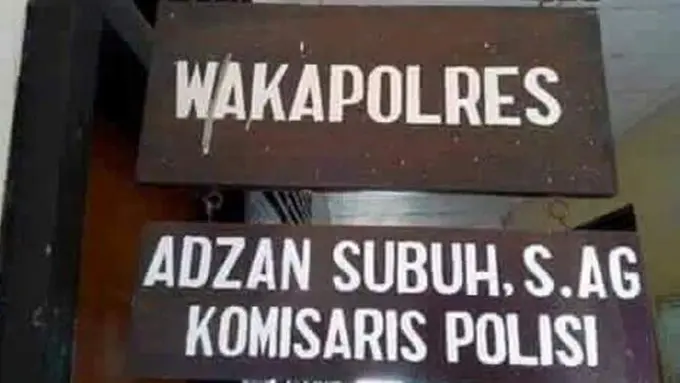 WAKAPOLRES
ADZAN SUBUH, S.AG
KOMISARIS POLISI